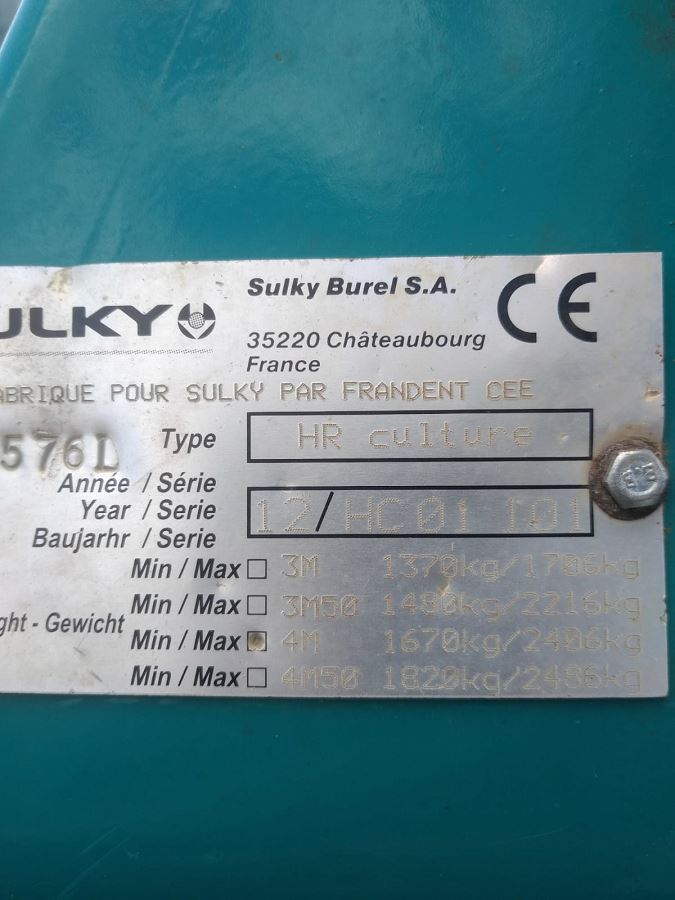 ULKY
Sulky Burel S.A.
CE
35220 Châteaubourg
France
ABRIQUE POUR SULKY PAR FRANDENT CEE
576L
Type
HR culture
Année / Série
Year / Serie
Baujarhr / Serie
12/HC01 101
Min / Max 3M 1370kg/1706kg
Min / Max 3M50 1480kg/2216kg
ght - Gewicht
Min / Max 4M 1670kg/2406kg
Min / Max 4M50 1820kg/2486kg